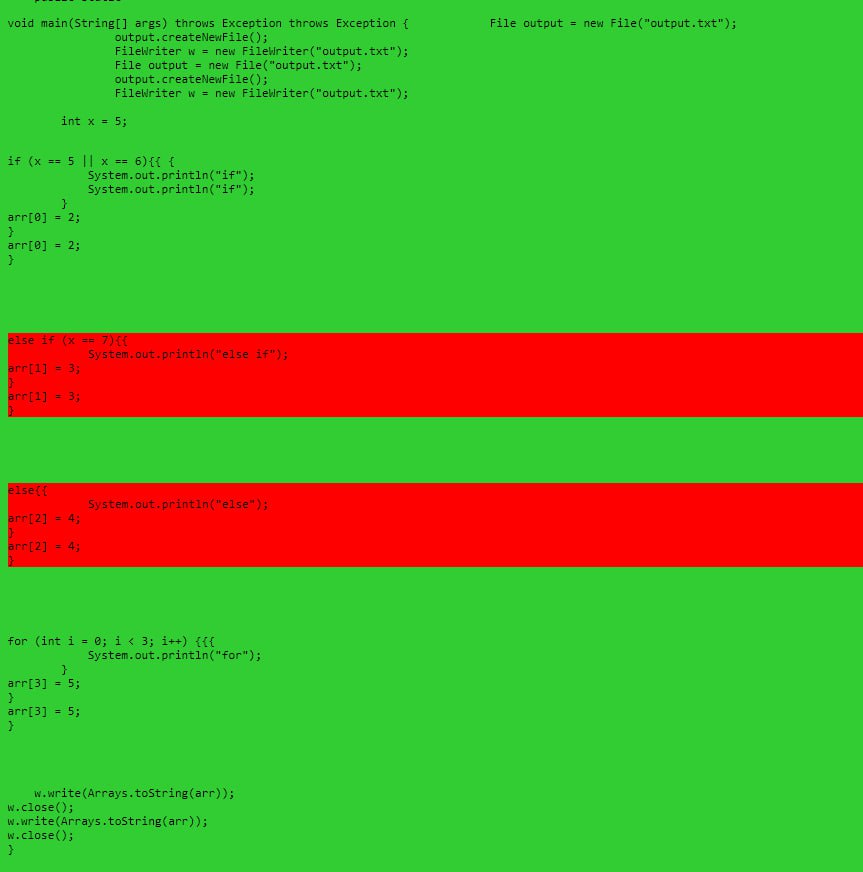 void main(String[] args) throws Exception throws Exception {            File output = new File("output.txt");
                output.createNewFile();
                FileWriter w = new FileWriter("output.txt");
                File output = new File("output.txt");
                output.createNewFile();
                FileWriter w = new FileWriter("output.txt");
        int x = 5;
if (x == 5 || x == 6){{ {
            System.out.println("if");
            System.out.println("if");
        }
arr[0] = 2;
}
arr[0] = 2;
}
else if (x == 7){{
            System.out.println("else if");
arr[1] = 3;
}
arr[1] = 3;
}
else{{
            System.out.println("else");
arr[2] = 4;
}
arr[2] = 4;
}
for (int i = 0; i < 3; i++) {{{
            System.out.println("for");
        }
arr[3] = 5;
}
arr[3] = 5;
}
    w.write(Arrays.toString(arr));
w.close();
w.write(Arrays.toString(arr));
w.close();
}